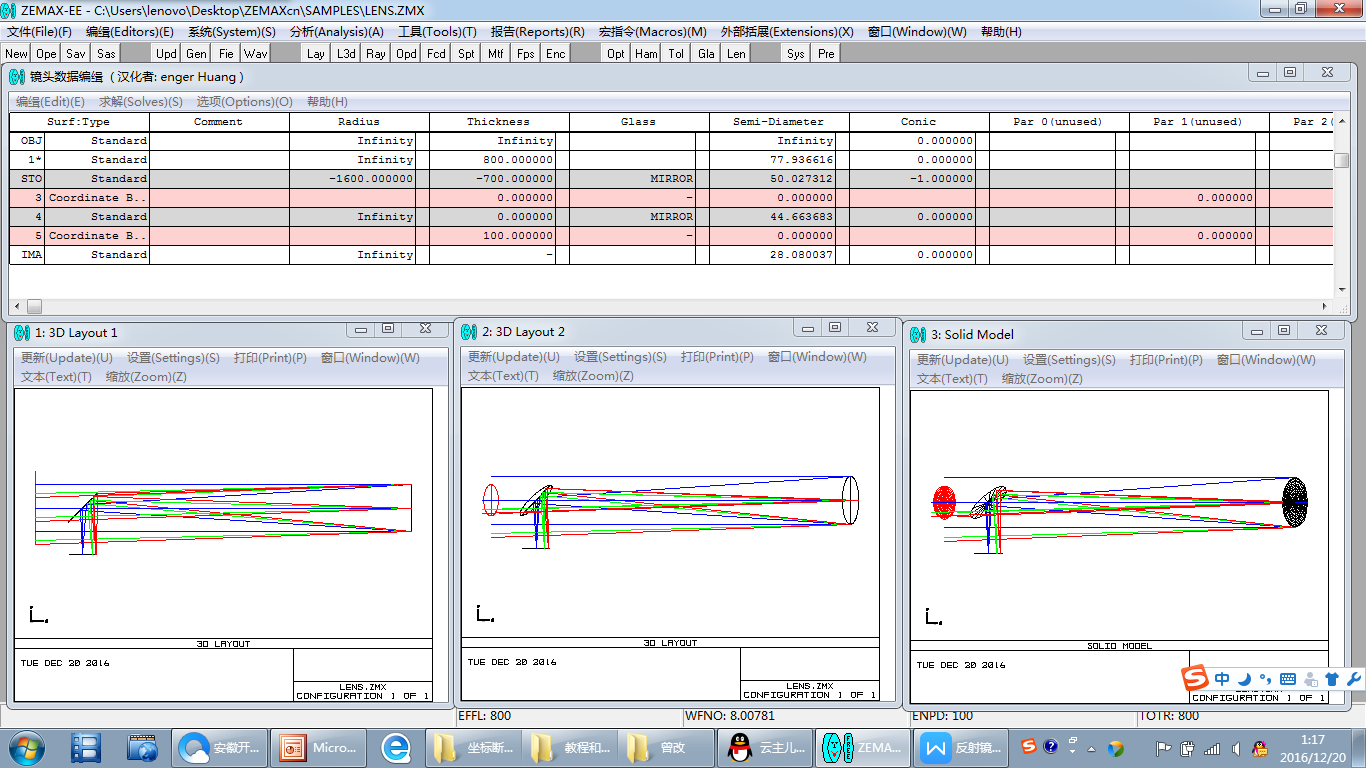 ZEMAX-EE - C:\Users\lenovo\Desktop\ZEMAXcn\SAMPLES\LENS.ZMX
文件(File)(F) 编缉(Editors)(E) 系统(System)(S) 分析(Analysis)(A) 工具(Tools)(T) 报告(Reports)(R) 宏指令(Macros)(M) 外部括展(Extensions)(X) 窗口(Window)(W) 帮助(H)
New Ope Sav Sas Upd Gen Fie Wav Lay L3d Ray Opd Fcd Spt Mtf Fps Enc Opt Ham Tol Gla Len Sys Pre
镜头数据编缉 ( 汉化者: enger Huang )
编缉(Edit)(E) 求解(Solves)(S) 选项(Options)(O) 帮助(H)
Surf:Type Comment Radius Thickness Glass Semi-Diameter Conic Par 0(unused) Par 1(unused) Par 2(
OBJ Standard Infinity Infinity Infinity 0.000000
1* Standard Infinity 800.000000 77.936616 0.000000
STO Standard -1600.000000 -700.000000 MIRROR 50.027312 -1.000000
3 Coordinate B.. 0.000000 - 0.000000 0.000000
4 Standard Infinity 0.000000 MIRROR 44.663683 0.000000
5 Coordinate B.. 100.000000 - 0.000000 0.000000
IMA Standard Infinity - 28.080037 0.000000
1: 3D Layout 1
更新(Update)(U) 设置(Settings)(S) 打印(Print)(P) 窗口(Window)(W)
文本(Text)(T) 缩放(Zoom)(Z)
3D LAYOUT
TUE DEC 20 2016
LENS.ZMX
CONFIGURATION 1 OF 1
2: 3D Layout 2
更新(Update)(U) 设置(Settings)(S) 打印(Print)(P) 窗口(Window)(W)
文本(Text)(T) 缩放(Zoom)(Z)
3D LAYOUT
TUE DEC 20 2016
LENS.ZMX
CONFIGURATION 1 OF 1
3: Solid Model
更新(Update)(U) 设置(Settings)(S) 打印(Print)(P) 窗口(Window)(W)
文本(Text)(T) 缩放(Zoom)(Z)
SOLID MODEL
TUE DEC 20 2016
CONFIGURATION 1 OF 1
中
EFFL: 800 WFNO: 8.00781 ENPD: 100 TOTR: 800
安徽开... Micro... 坐标断... 教程和... 曾改 云主儿... ZEMA... 反射镜...
1:17
2016/12/20